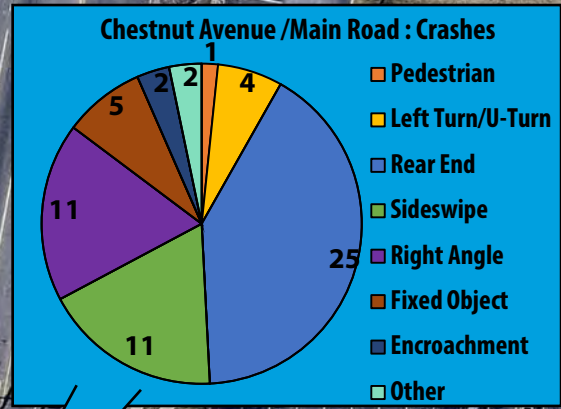 Chestnut Avenue /Main Road : Crashes
1
2
2
4
5
11
25
11
Pedestrian
Left Turn/U-Turn
Rear End
Sideswipe
Right Angle
Fixed Object
Encroachment
Other